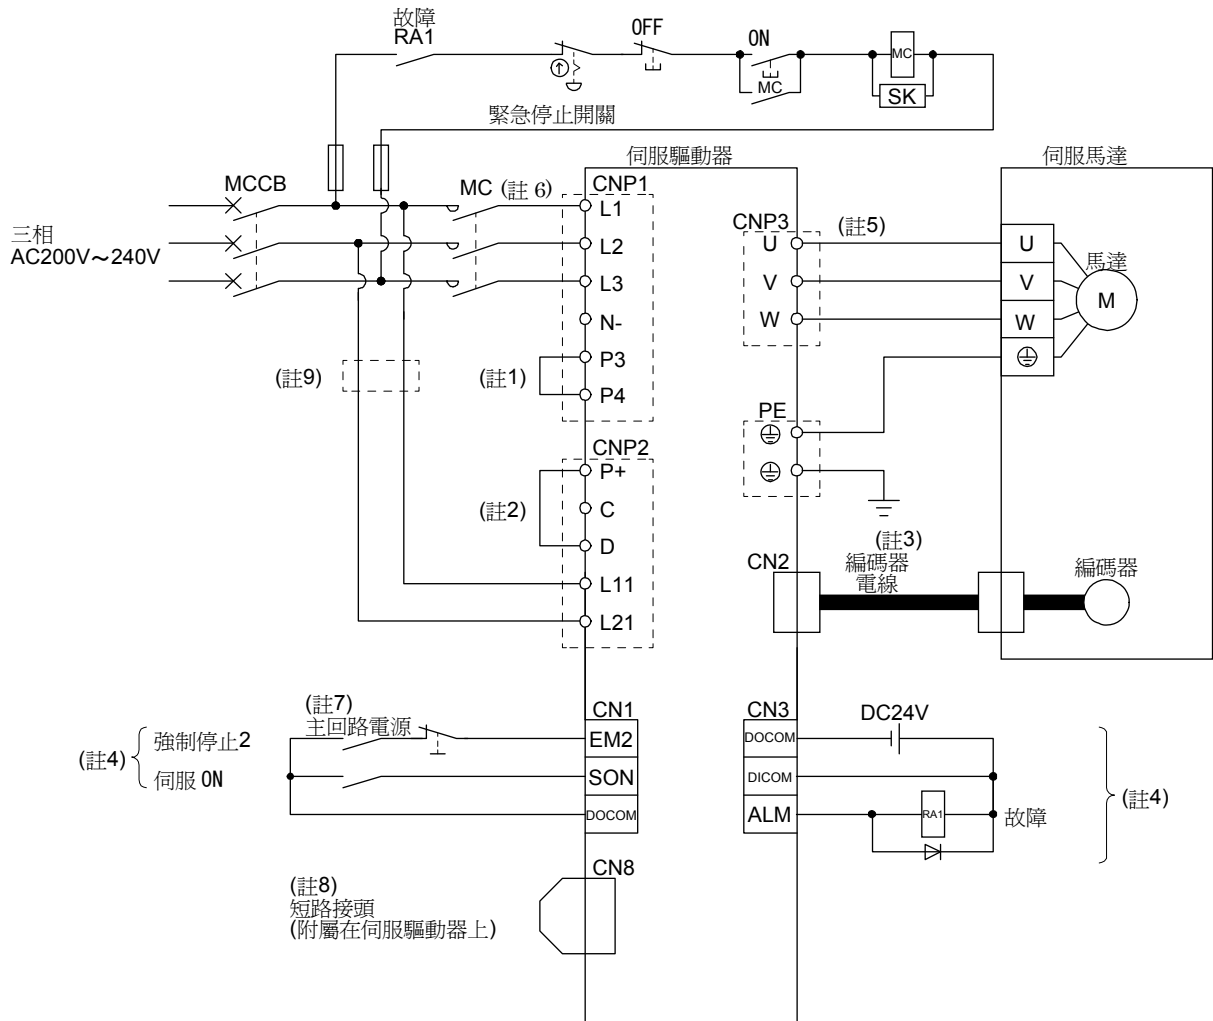 故障
RA1
OFF
ON
MC
MC
SK
緊急停止開關
伺服驅動器
伺服馬達
MCCB
MC (註 6)
CNP1
L1
L2
L3
N-
P3
P4
三相
AC200V～240V
(註9)
(註1)
CNP3
U
V
W
(註5)
U
V
W
馬達
M
PE
CNP2
P+
C
D
L11
L21
(註2)
(註3)
編碼器
電線
CN2
編碼器
(註7)
主回路電源
(註4)
強制停止2
伺服 ON
CN1
EM2
SON
DOCOM
CN3
DOCOM
DICOM
ALM
DC24V
RA1
故障
(註4)
CN8
(註8)
短路接頭
(附屬在伺服驅動器上)